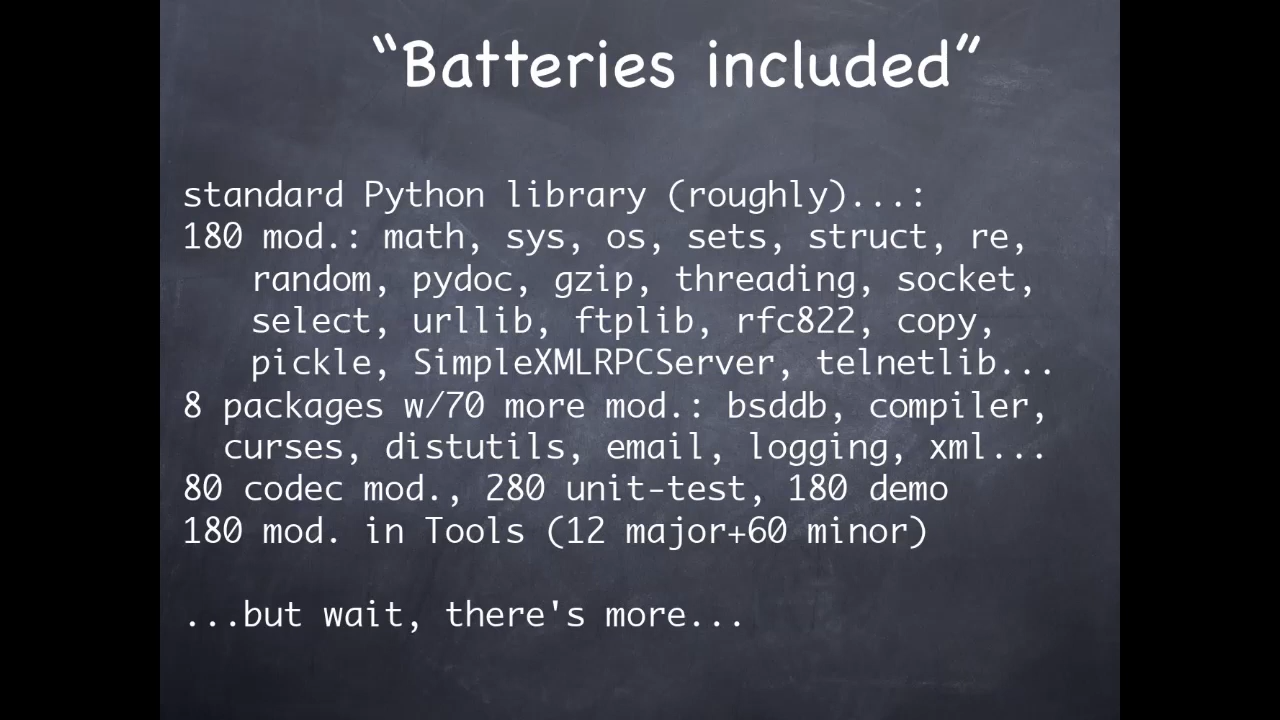 “Batteries included”
standard Python library (roughly)...:
180 mod.: math, sys, os, sets, struct, re,
random, pydoc, gzip, threading, socket,
select, urllib, ftplib, rfc822, copy,
pickle, SimpleXMLRPCServer, telnetlib...
8 packages w/70 more mod.: bsddb, compiler,
curses, distutils, email, logging, xml...
80 codec mod., 280 unit-test, 180 demo
180 mod. in Tools (12 major+60 minor)
...but wait, there's more...